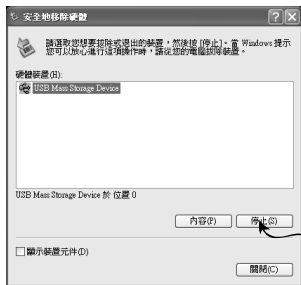 安全地移除硬體
請選取您想要拔除或退出的裝置，然後按 [停止]。當 Windows 提示
您可以放心進行這項操作時，請從您的電腦拔除裝置。
硬體裝置(H):
USB Mass Storage Device
USB Mass Storage Device 於 位置 0
內容(P)
停止(S)
顯示裝置元件(D)
關閉(C)